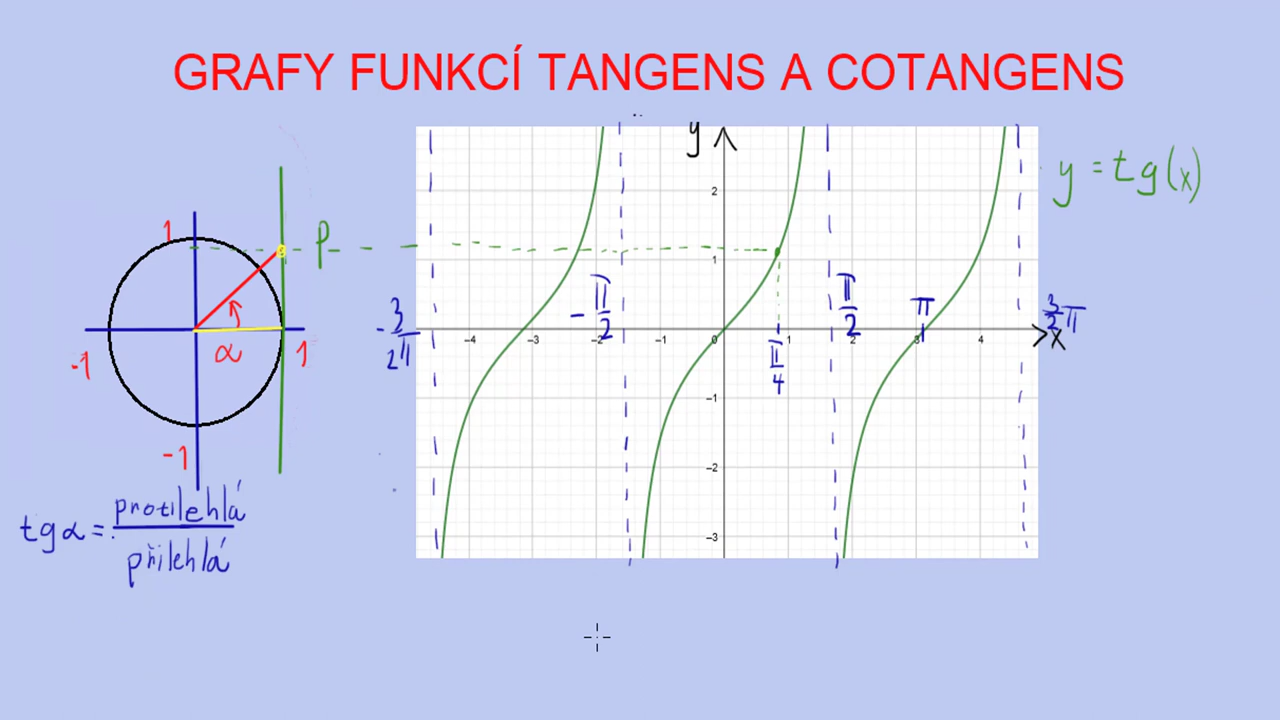 GRAFY FUNKCÍ TANGENS A COTANGENS
y
y = tg(x)
1
P
2
1
-3/2 π
-π/2
π/2
π
3/2 π
-4
-3
-2
-1
0
1
2
3
4
x
-1
α
1
π/4
-1
-1
-2
-3
tg α = protilehlá
přilehlá